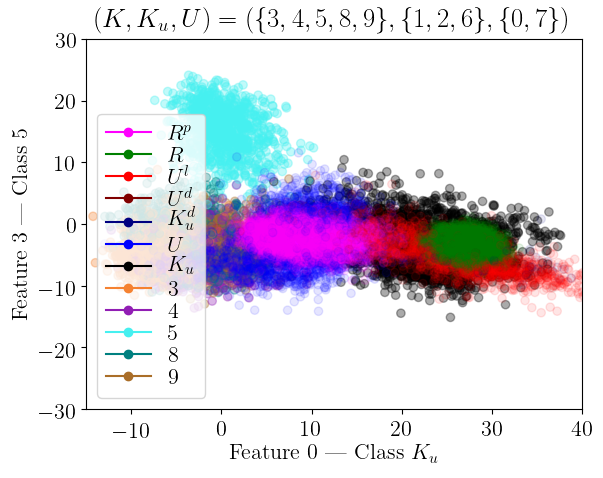 (K, K_u, U) = ({3, 4, 5, 8, 9}, {1, 2, 6}, {0, 7})
30
20
10
0
−10
−20
−30
Feature 3 — Class 5
R^p
R
U^l
U^d
K_u^d
U
K_u
3
4
5
8
9
−10
0
10
20
30
40
Feature 0 — Class K_u